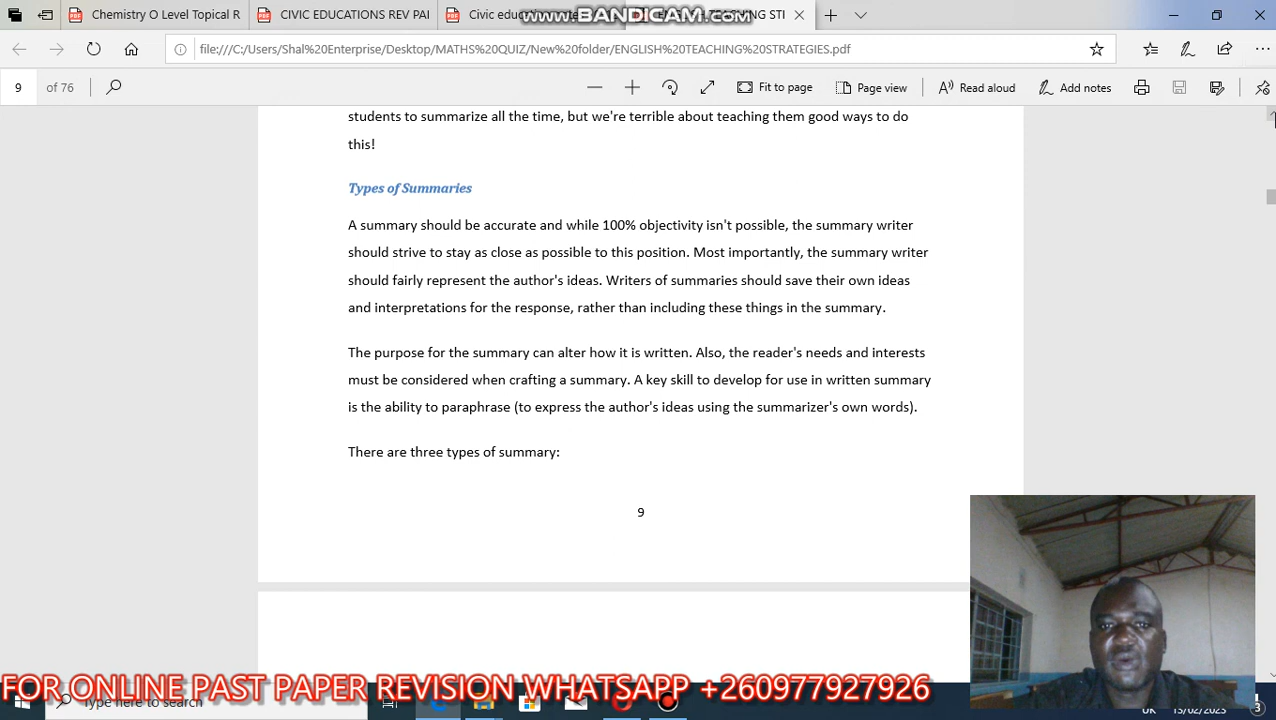 Chemistry O Level Topical R
CIVIC EDUCATIONS REV PAI
Civic educa
www.BANDICAM.com
TEACHING STI
file:///C:/Users/Shal%20Enterprise/Desktop/MATHS%20QUIZ/New%20folder/ENGLISH%20TEACHING%20STRATEGIES.pdf
9 of 76
Fit to page
Page view
Read aloud
Add notes
students to summarize all the time, but we're terrible about teaching them good ways to do
this!
Types of Summaries
A summary should be accurate and while 100% objectivity isn't possible, the summary writer
should strive to stay as close as possible to this position. Most importantly, the summary writer
should fairly represent the author's ideas. Writers of summaries should save their own ideas
and interpretations for the response, rather than including these things in the summary.
The purpose for the summary can alter how it is written. Also, the reader's needs and interests
must be considered when crafting a summary. A key skill to develop for use in written summary
is the ability to paraphrase (to express the author's ideas using the summarizer's own words).
There are three types of summary:
9
FOR ONLINE PAST PAPER REVISION WHATSAPP +260977927926
Type here to search
UK
15/02/2023
3